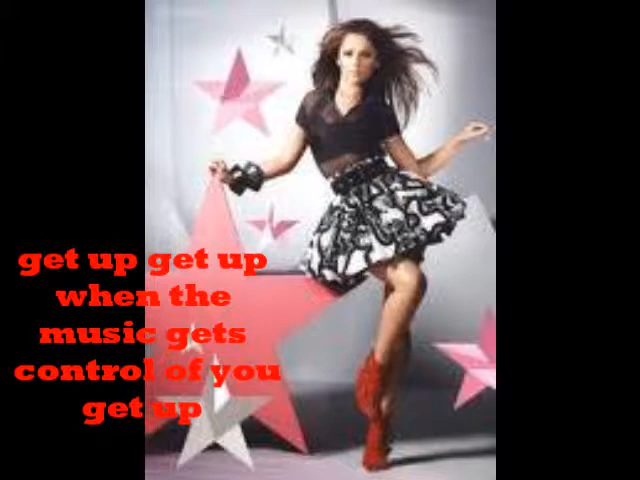 get up get up
when the
music gets
control of you
get up